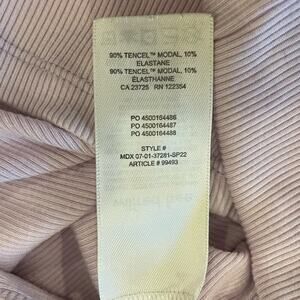 90% TENCEL™ MODAL, 10%
ELASTANE
90% TENCEL™ MODAL, 10%
ÉLASTHANNE
CA 23725 RN 122354
PO 4500164486
PO 4500164487
PO 4500164488
STYLE #
MDX 07-01-37281-SP22
ARTICLE # 99493